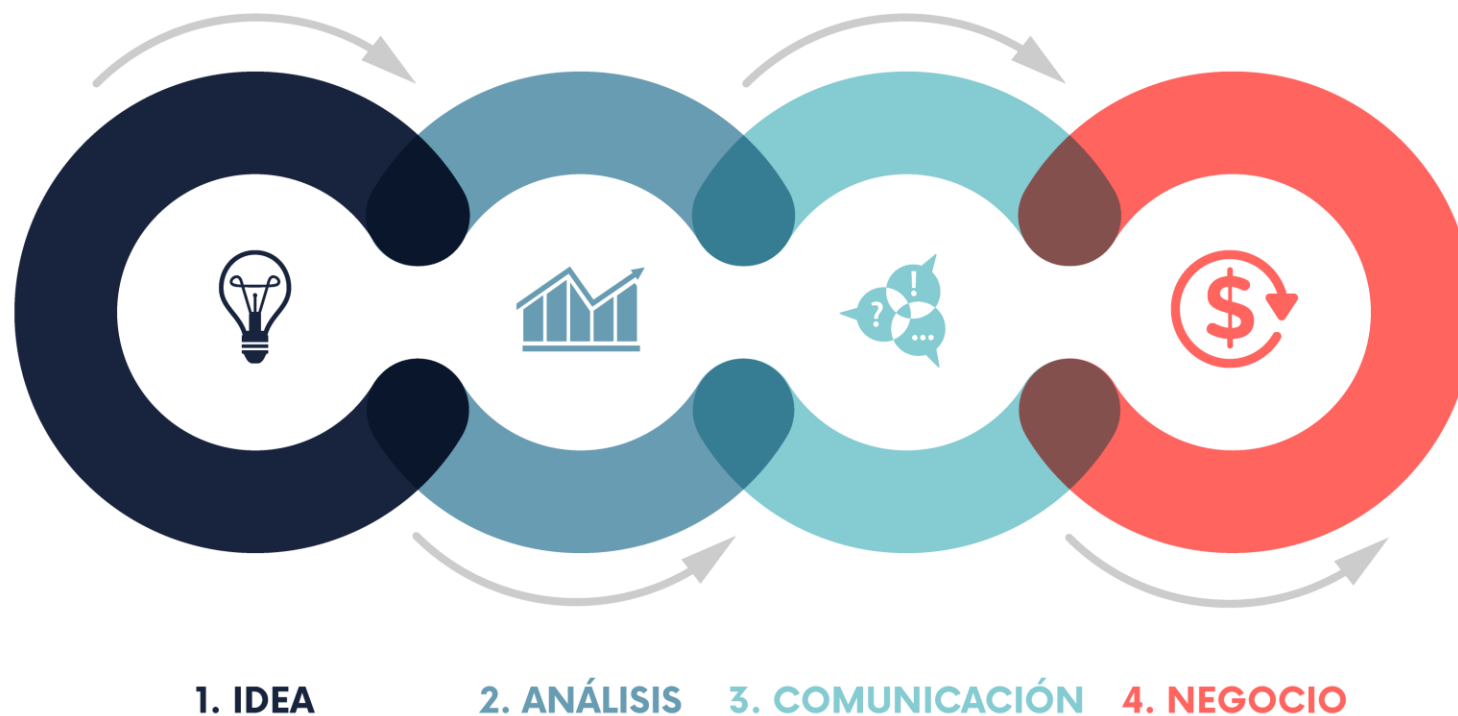 ! 
? 
... 
$
1. IDEA
2. ANÁLISIS
3. COMUNICACIÓN
4. NEGOCIO